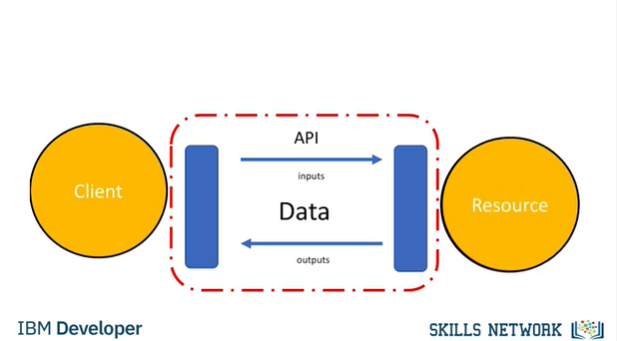 API
inputs
Client
Data
Resource
outputs
IBM Developer
SKILLS NETWORK